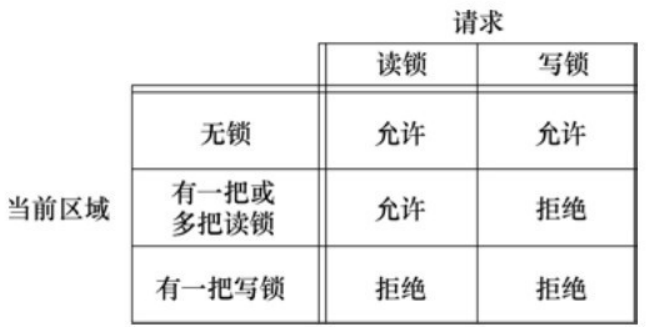 请求
读锁 写锁
无锁 允许 允许
当前区域
有一把或
多把读锁
允许 拒绝
有一把写锁 拒绝 拒绝